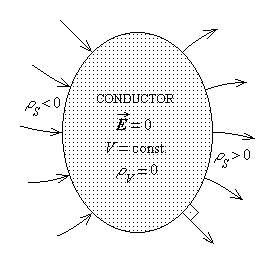 CONDUCTOR
ρS<0
E⃗=0
V=const.
ρS>0
ρV=0